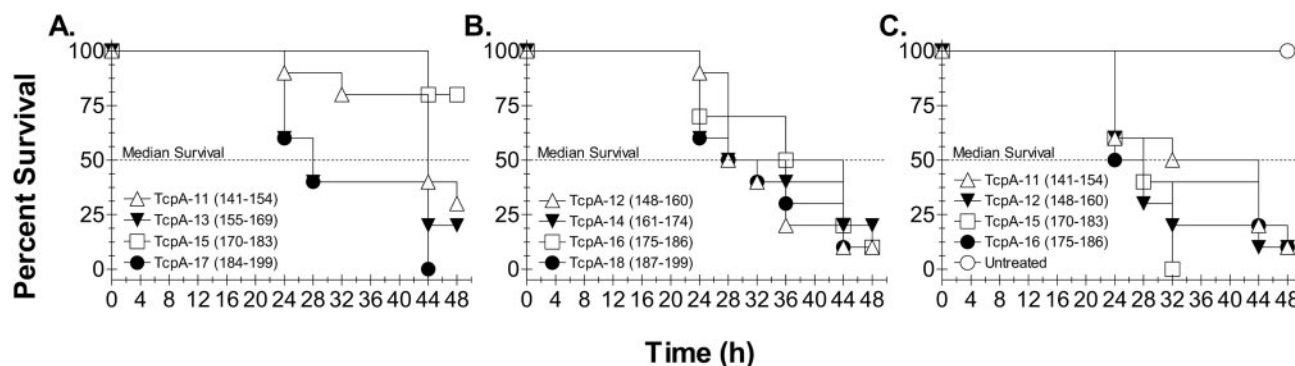 A.
B.
C.
Percent Survival
100
75
50
25
0
Median Survival
TcpA-11 (141-154)
TcpA-13 (155-169)
TcpA-15 (170-183)
TcpA-17 (184-199)
0 4 8 12 16 20 24 28 32 36 40 44 48
100
75
50
25
0
Median Survival
TcpA-12 (148-160)
TcpA-14 (161-174)
TcpA-16 (175-186)
TcpA-18 (187-199)
0 4 8 12 16 20 24 28 32 36 40 44 48
100
75
50
25
0
Median Survival
TcpA-11 (141-154)
TcpA-12 (148-160)
TcpA-15 (170-183)
TcpA-16 (175-186)
Untreated
0 4 8 12 16 20 24 28 32 36 40 44 48
Time (h)